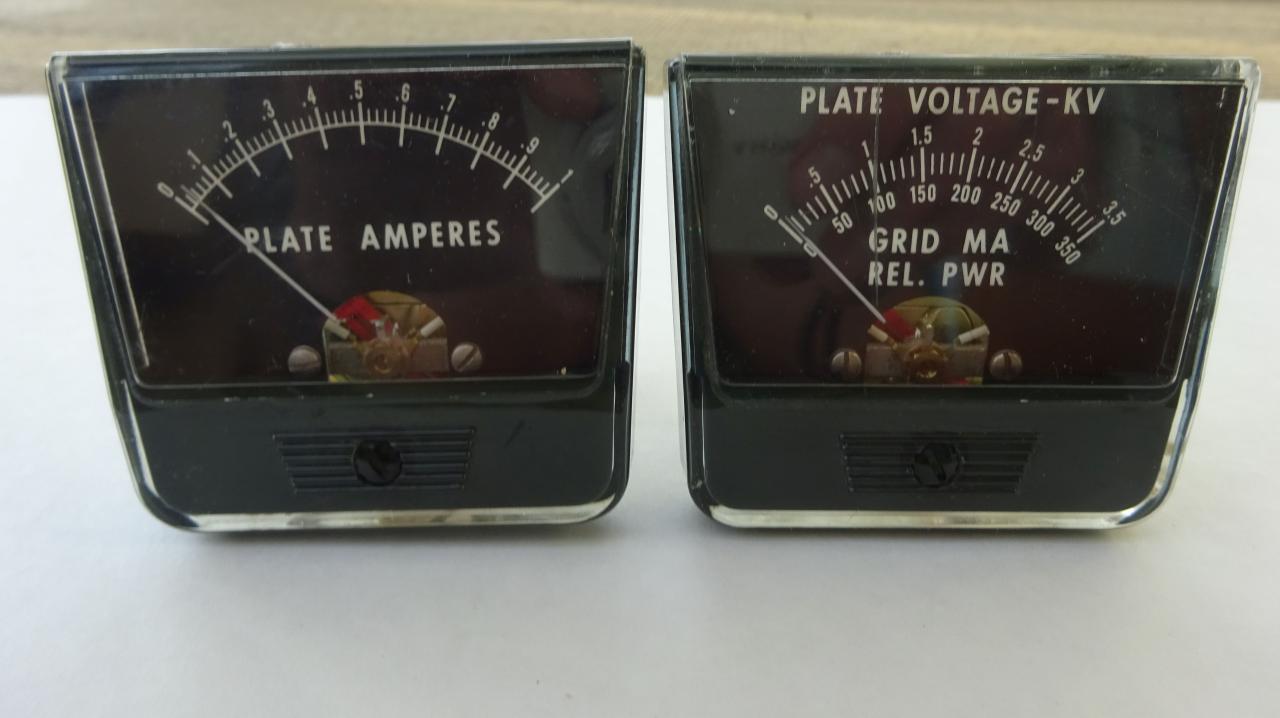 0 .1 .2 .3 .4 .5 .6 .7 .8 .9 1
PLATE AMPERES
PLATE VOLTAGE-KV
0 .5 1 1.5 2 2.5 3 3.5
0 50 100 150 200 250 300 350
GRID MA
REL. PWR